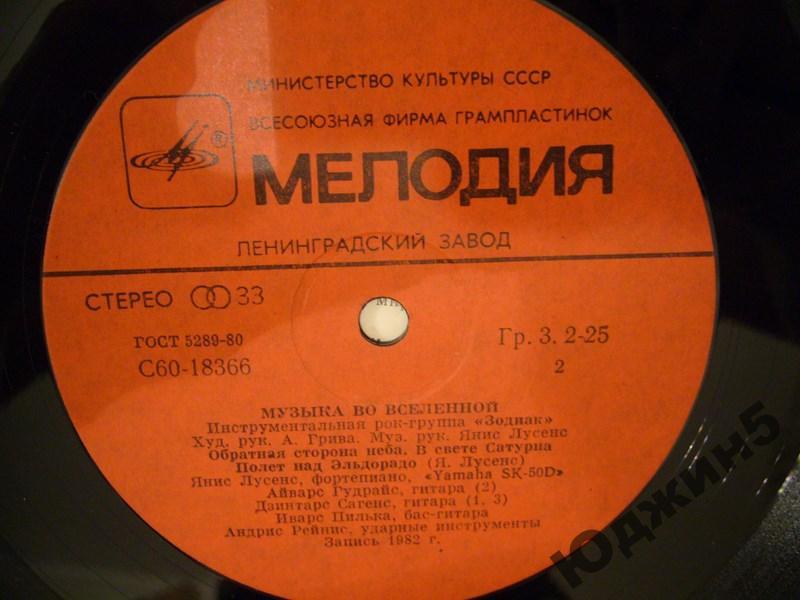 МИНИСТЕРСТВО КУЛЬТУРЫ СССР
ВСЕСОЮЗНАЯ ФИРМА ГРАМПЛАСТИНОК
®
МЕЛОДИЯ
ЛЕНИНГРАДСКИЙ ЗАВОД
СТЕРЕО 33
ГОСТ 5289-80
С60-18366
Гр. 3. 2-25
2
МУЗЫКА ВО ВСЕЛЕННОЙ
Инструментальная рок-группа «Зодиак»
Худ. рук. А. Грива. Муз. рук. Янис Лусенс
Обратная сторона неба. В свете Сатурна
Полет над Эльдорадо (Я. Лусенс)
Янис Лусенс, фортепиано, «Yamaha SK-50D»
Айварс Гудрайс, гитара (2)
Дзинтарс Сагенс, гитара (1, 3)
Иварс Пилька, бас-гитара
Андрис Рейнис, ударные инструменты
Запись 1982 г.
Юджин5